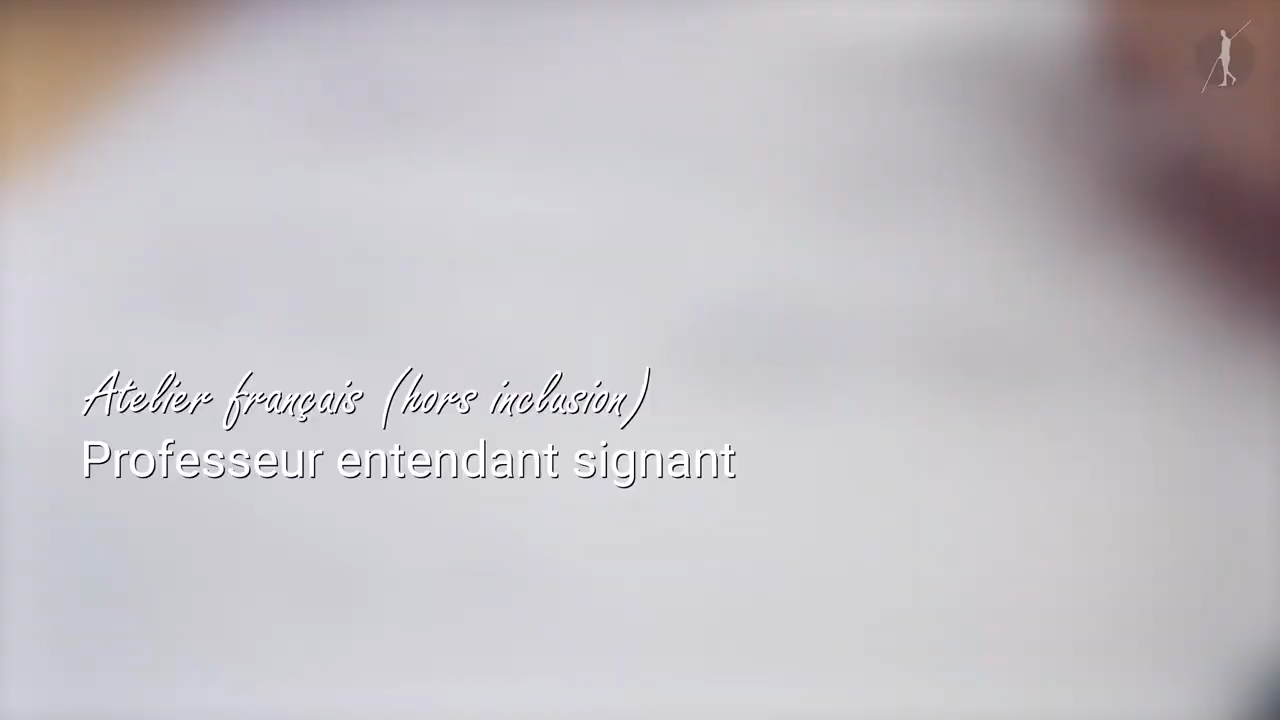 Atelier français (hors inclusion)
Professeur entendant signant